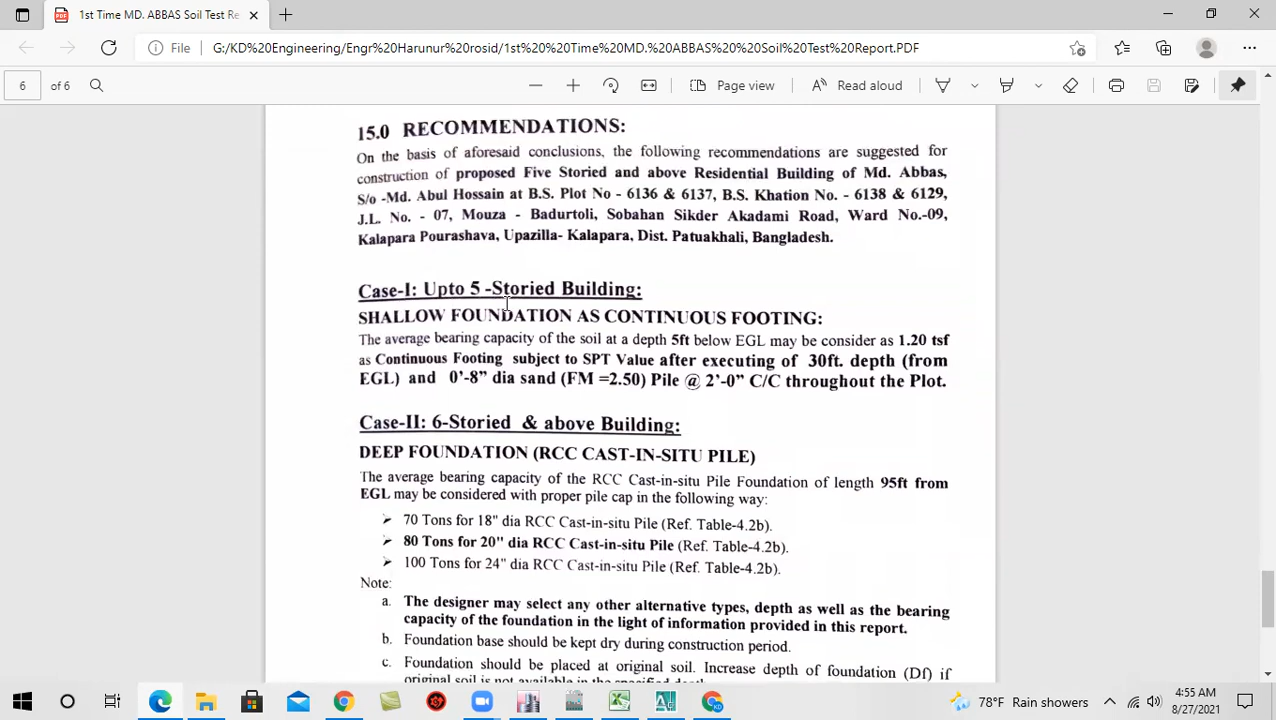 1st Time MD. ABBAS Soil Test Re
File
G:/KD%20Engineering/Engr%20Harunur%20rosid/1st%20Time%20MD.%20ABBAS%20Soil%20Test%20Report.PDF
6 of 6
Page view
Read aloud
15.0 RECOMMENDATIONS:
On the basis of aforesaid conclusions, the following recommendations are suggested for
construction of proposed Five Storied and above Residential Building of Md. Abbas,
S/o -Md. Abul Hossain at B.S. Plot No - 6136 & 6137, B.S. Khation No. - 6138 & 6129,
J.L. No. - 07, Mouza - Badurtoli, Sobahan Sikder Akadami Road, Ward No.-09,
Kalapara Pourashava, Upazilla- Kalapara, Dist. Patuakhali, Bangladesh.
Case-I: Upto 5 -Storied Building:
SHALLOW FOUNDATION AS CONTINUOUS FOOTING:
The average bearing capacity of the soil at a depth 5ft below EGL may be consider as 1.20 tsf
as Continuous Footing subject to SPT Value after executing of 30ft. depth (from
EGL) and 0'-8" dia sand (FM =2.50) Pile @ 2'-0" C/C throughout the Plot.
Case-II: 6-Storied & above Building:
DEEP FOUNDATION (RCC CAST-IN-SITU PILE)
The average bearing capacity of the RCC Cast-in-situ Pile Foundation of length 95ft from
EGL may be considered with proper pile cap in the following way:
➤ 70 Tons for 18" dia RCC Cast-in-situ Pile (Ref. Table-4.2b).
➤ 80 Tons for 20" dia RCC Cast-in-situ Pile (Ref. Table-4.2b).
➤ 100 Tons for 24" dia RCC Cast-in-situ Pile (Ref. Table-4.2b).
Note:
a. The designer may select any other alternative types, depth as well as the bearing
capacity of the foundation in the light of information provided in this report.
b. Foundation base should be kept dry during construction period.
c. Foundation should be placed at original soil. Increase depth of foundation (Df) if
original soil is not available in the specified depth
78°F Rain showers
4:55 AM
8/27/2021